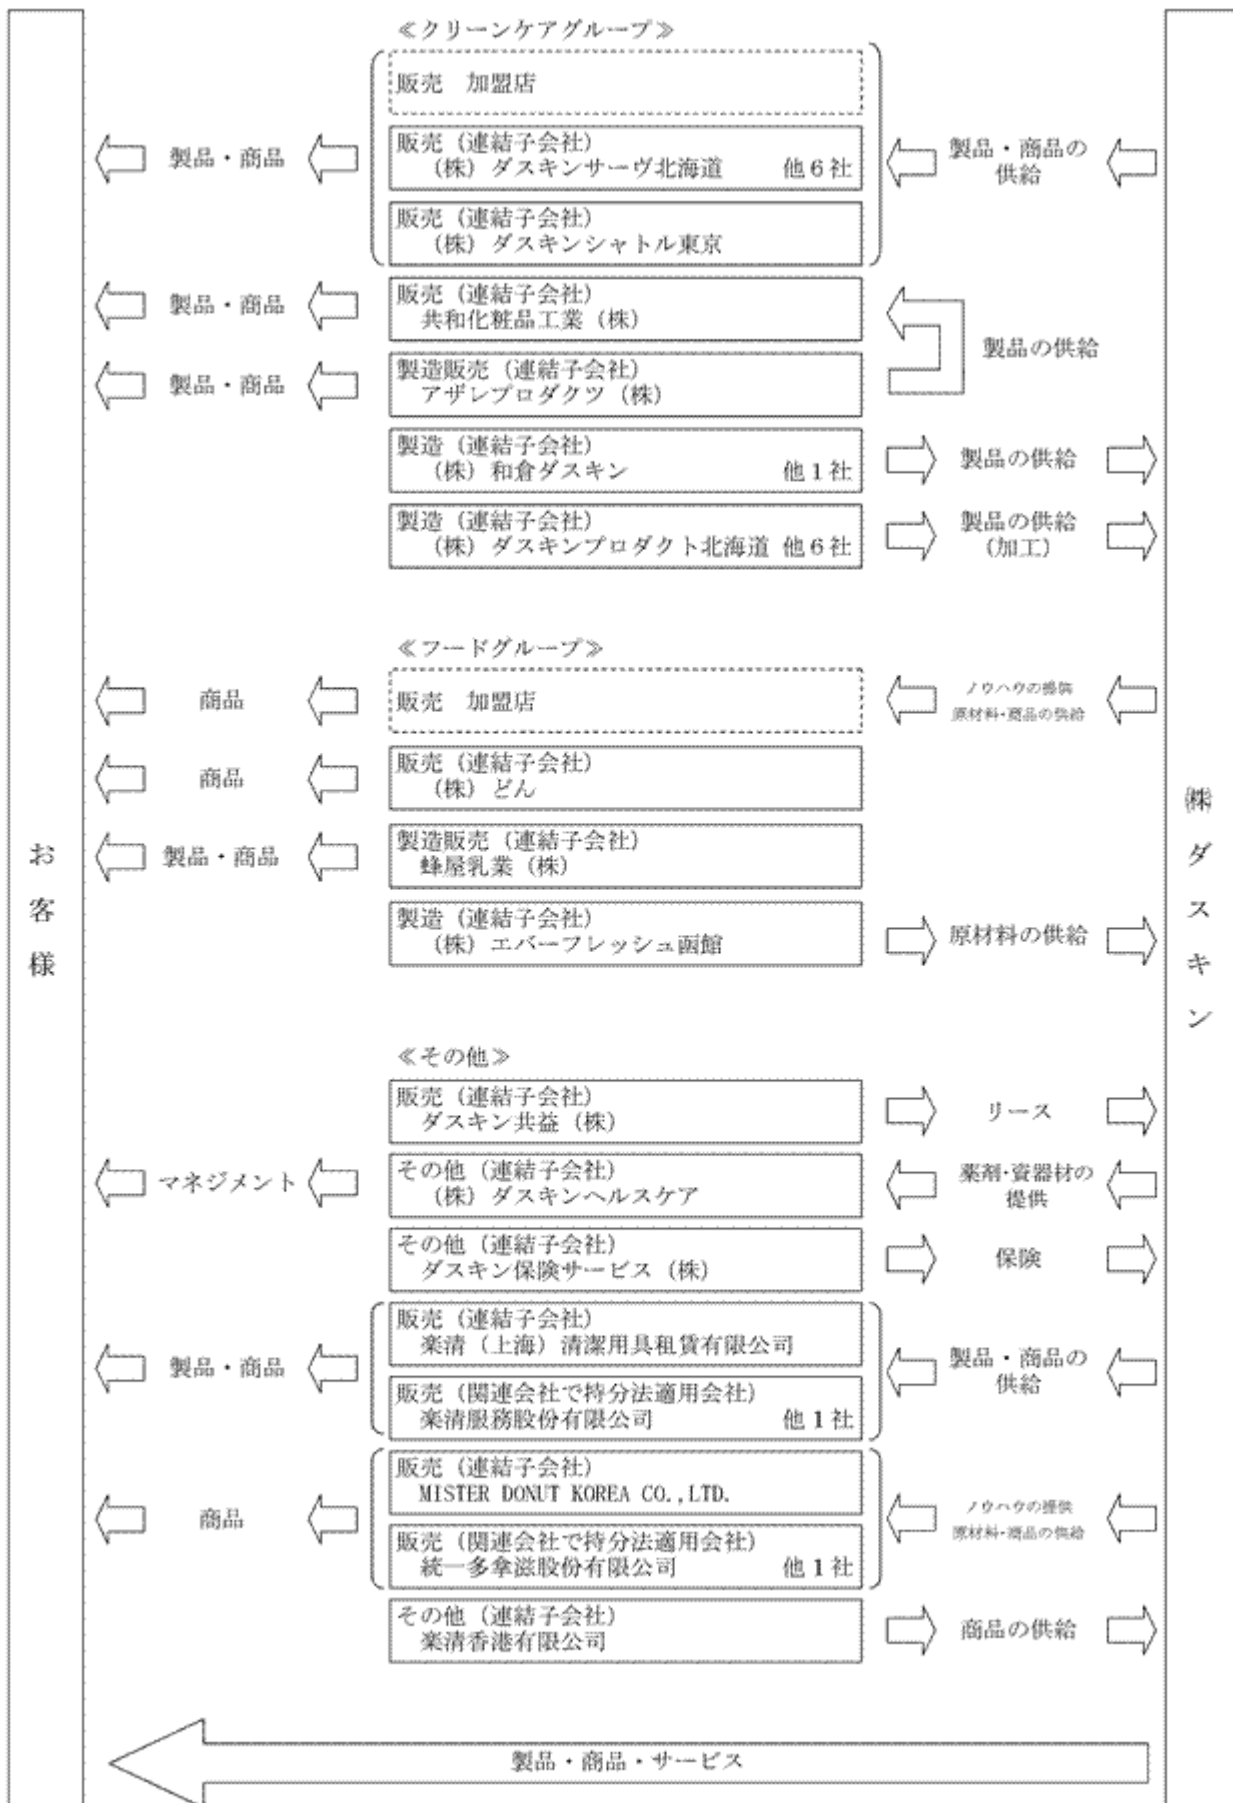 ≪クリーンケアグループ≫
販売 加盟店
販売（連結子会社）
（株）ダスキンサーヴ北海道 他６社
販売（連結子会社）
（株）ダスキンシャトル東京
製品・商品
製品・商品の
供給
販売（連結子会社）
共和化粧品工業（株）
製品・商品
製品の供給
製造販売（連結子会社）
アザレプロダクツ（株）
製品・商品
製造（連結子会社）
（株）和倉ダスキン 他１社
製品の供給
製造（連結子会社）
（株）ダスキンプロダクト北海道 他６社
製品の供給
（加工）
≪フードグループ≫
販売 加盟店
商品
ノウハウの提供
原材料・商品の供給
販売（連結子会社）
（株）どん
商品
製造販売（連結子会社）
蜂屋乳業（株）
製品・商品
製造（連結子会社）
（株）エバーフレッシュ函館
原材料の供給
お客様
㈱ダスキン
≪その他≫
販売（連結子会社）
ダスキン共益（株）
リース
その他（連結子会社）
（株）ダスキンヘルスケア
マネジメント
薬剤・資器材の
提供
その他（連結子会社）
ダスキン保険サービス（株）
保険
販売（連結子会社）
楽清（上海）清潔用具租賃有限公司
販売（関連会社で持分法適用会社）
楽清服務股份有限公司 他１社
製品・商品
製品・商品の
供給
販売（連結子会社）
MISTER DONUT KOREA CO.,LTD.
販売（関連会社で持分法適用会社）
統一多拿滋股份有限公司 他１社
商品
ノウハウの提供
原材料・商品の供給
その他（連結子会社）
楽清香港有限公司
商品の供給
製品・商品・サービス